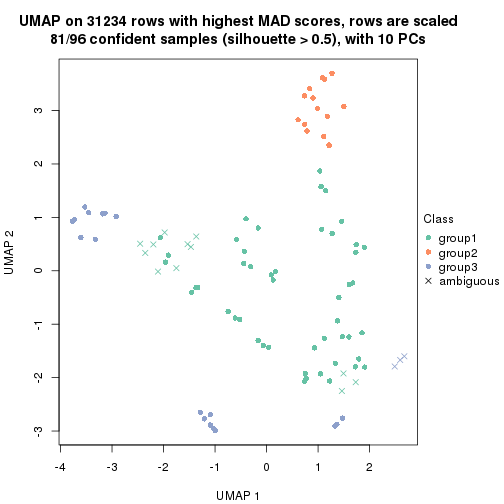 UMAP on 31234 rows with highest MAD scores, rows are scaled
81/96 confident samples (silhouette > 0.5), with 10 PCs
3
2
1
0
-1
-2
-3
UMAP 2
-4
-3
-2
-1
0
1
2
UMAP 1
Class
group1
group2
group3
ambiguous